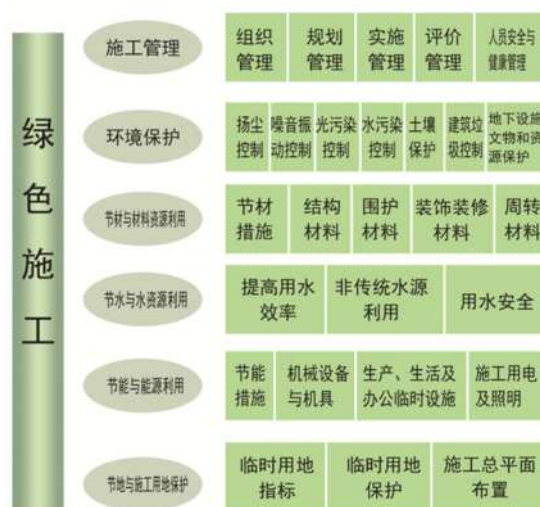 绿色施工
施工管理
组织
管理
规划
管理
实施
管理
评价
管理
人员安全与
健康管理
环境保护
扬尘
控制
噪音振
动控制
光污染
控制
水污染
控制
土壤
保护
建筑垃
圾控制
地下设施
文物和资
源保护
节材与材料资源利用
节材
措施
结构
材料
围护
材料
装饰装修
材料
周转
材料
节水与水资源利用
提高用水
效率
非传统水源
利用
用水安全
节能与能源利用
节能
措施
机械设备
与机具
生产、生活及
办公临时设施
施工用电
及照明
节地与施工用地保护
临时用地
指标
临时用地
保护
施工总平面
布置